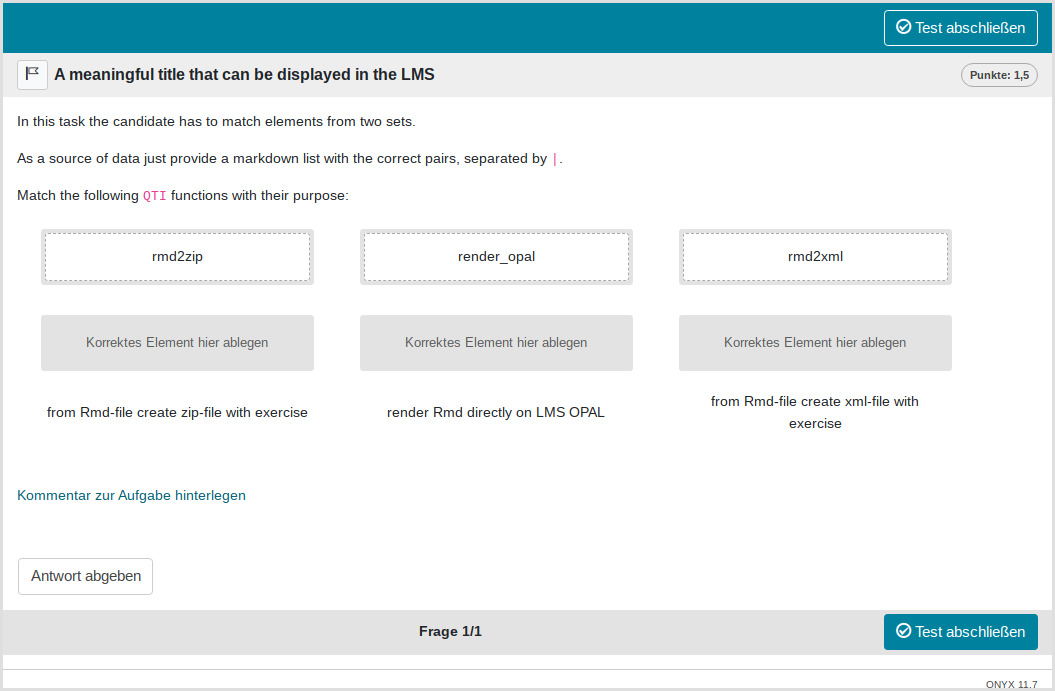 Test abschließen
A meaningful title that can be displayed in the LMS
Punkte: 1,5
In this task the candidate has to match elements from two sets.
As a source of data just provide a markdown list with the correct pairs, separated by |.
Match the following QTI functions with their purpose:
rmd2zip
render_opal
rmd2xml
Korrektes Element hier ablegen
Korrektes Element hier ablegen
Korrektes Element hier ablegen
from Rmd-file create zip-file with exercise
render Rmd directly on LMS OPAL
from Rmd-file create xml-file with
exercise
Kommentar zur Aufgabe hinterlegen
Antwort abgeben
Frage 1/1
Test abschließen
ONYX 11.7